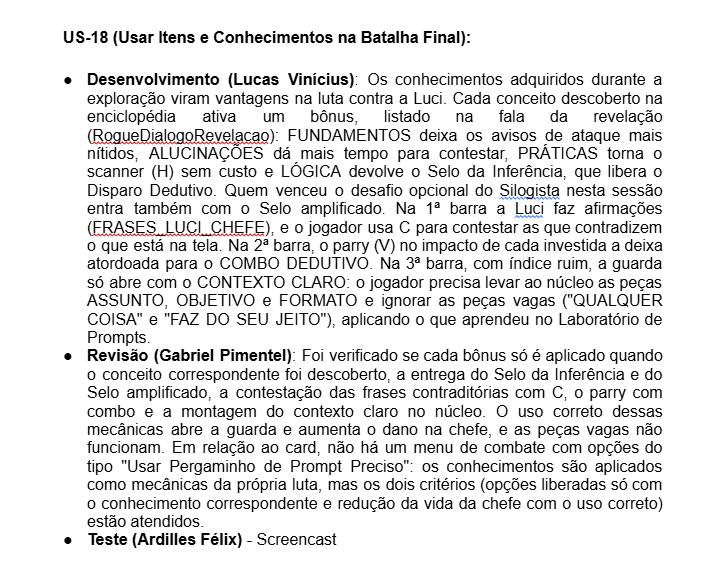 US-18 (Usar Itens e Conhecimentos na Batalha Final):
● Desenvolvimento (Lucas Vinícius): Os conhecimentos adquiridos durante a
exploração viram vantagens na luta contra a Luci. Cada conceito descoberto na
enciclopédia ativa um bônus, listado na fala da revelação
(RogueDialogoRevelacao): FUNDAMENTOS deixa os avisos de ataque mais
nítidos, ALUCINAÇÕES dá mais tempo para contestar, PRÁTICAS torna o
scanner (H) sem custo e LÓGICA devolve o Selo da Inferência, que libera o
Disparo Dedutivo. Quem venceu o desafio opcional do Silogista nesta sessão
entra também com o Selo amplificado. Na 1ª barra a Luci faz afirmações
(FRASES_LUCI_CHEFE), e o jogador usa C para contestar as que contradizem
o que está na tela. Na 2ª barra, o parry (V) no impacto de cada investida a deixa
atordoada para o COMBO DEDUTIVO. Na 3ª barra, com índice ruim, a guarda
só abre com o CONTEXTO CLARO: o jogador precisa levar ao núcleo as peças
ASSUNTO, OBJETIVO e FORMATO e ignorar as peças vagas ("QUALQUER
COISA" e "FAZ DO SEU JEITO"), aplicando o que aprendeu no Laboratório de
Prompts.
● Revisão (Gabriel Pimentel): Foi verificado se cada bônus só é aplicado quando
o conceito correspondente foi descoberto, a entrega do Selo da Inferência e do
Selo amplificado, a contestação das frases contraditórias com C, o parry com
combo e a montagem do contexto claro no núcleo. O uso correto dessas
mecânicas abre a guarda e aumenta o dano na chefe, e as peças vagas não
funcionam. Em relação ao card, não há um menu de combate com opções do
tipo "Usar Pergaminho de Prompt Preciso": os conhecimentos são aplicados
como mecânicas da própria luta, mas os dois critérios (opções liberadas só com
o conhecimento correspondente e redução da vida da chefe com o uso correto)
estão atendidos.
● Teste (Ardilles Félix) - Screencast